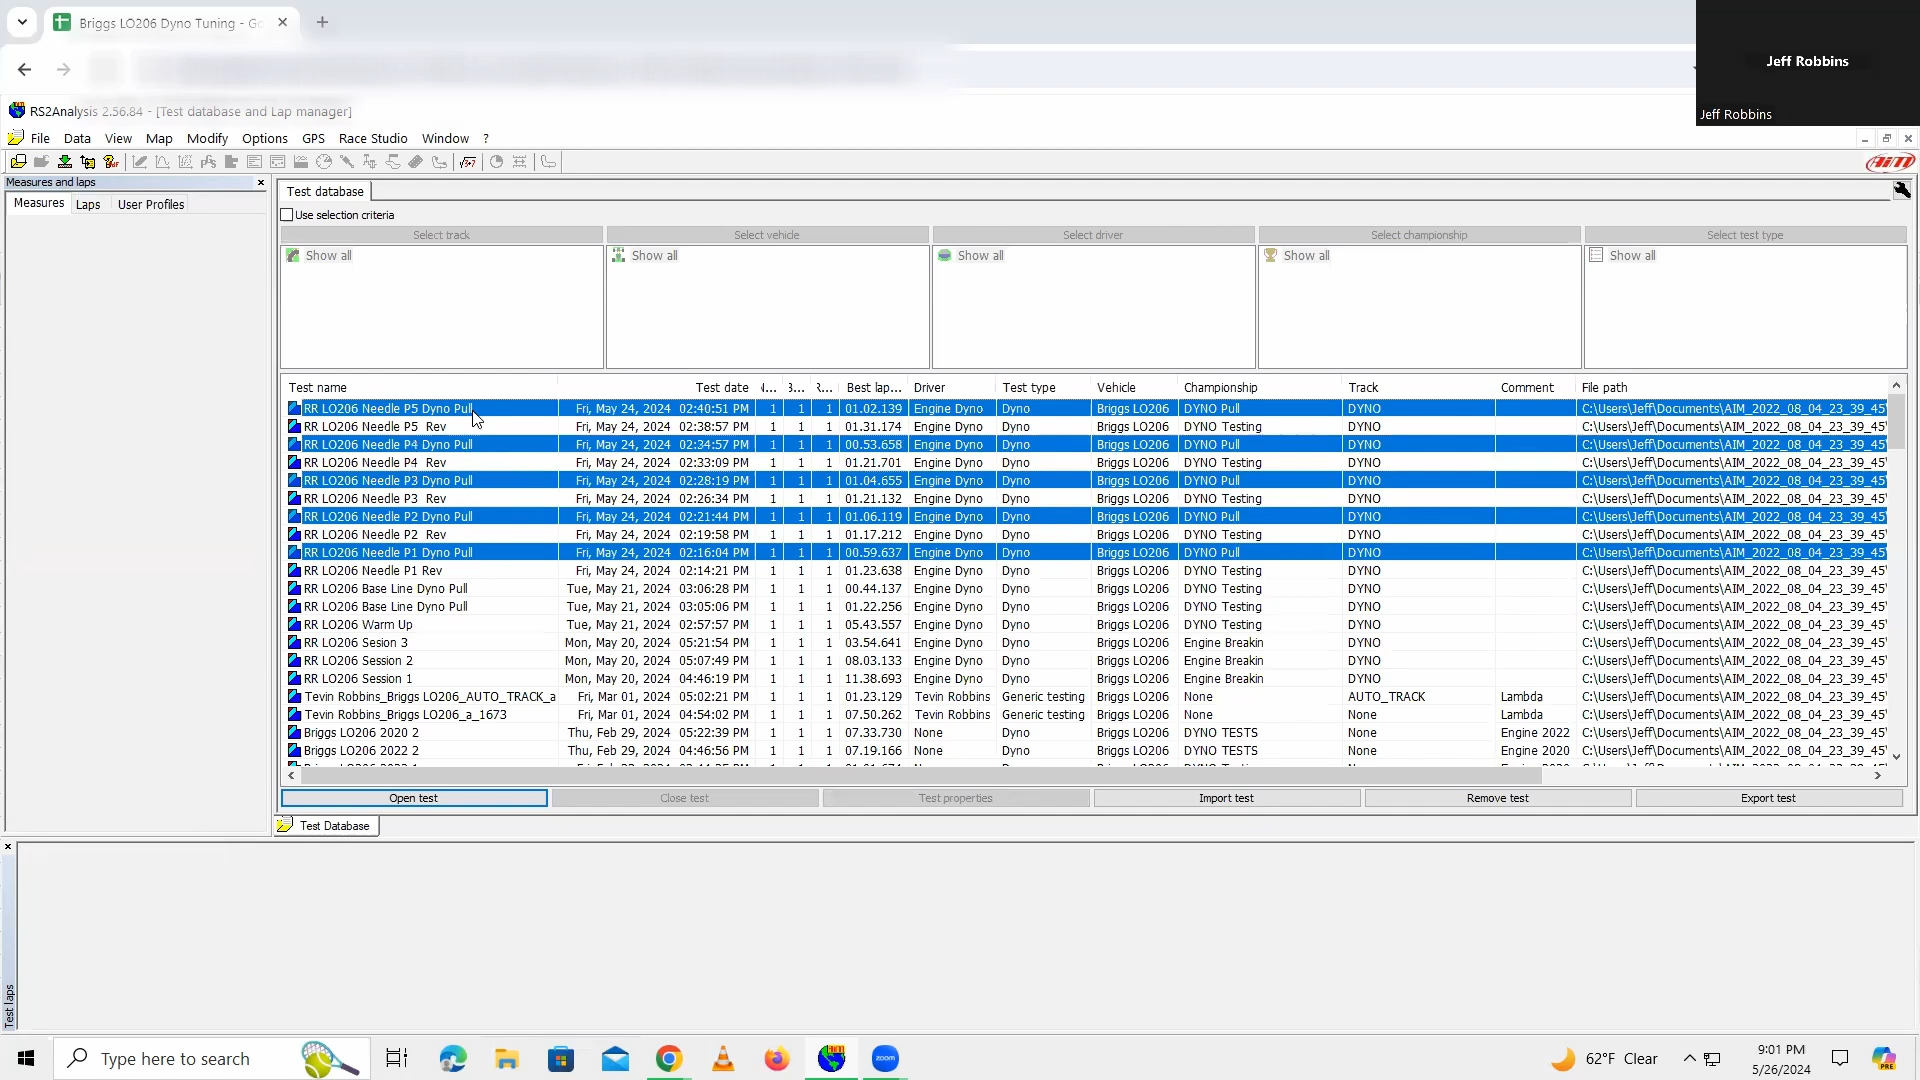 Briggs LO206 Dyno Tuning - Go
Jeff Robbins
Jeff Robbins
RS2Analysis 2.56.84 - [Test database and Lap manager]
File Data View Map Modify Options GPS Race Studio Window ?
AiM
Measures and laps
Measures Laps User Profiles
Test database
Use selection criteria
Select track Select vehicle Select driver Select championship Select test type
Show all Show all Show all Show all Show all
Test name Test date Best lap... Driver Test type Vehicle Championship Track Comment File path
RR LO206 Needle P5 Dyno Pull Fri, May 24, 2024 02:40:51 PM 1 1 1 01.02.139 Engine Dyno Dyno Briggs LO206 DYNO Pull DYNO C:\Users\Jeff\Documents\AIM_2022_08_04_23_39_45\
RR LO206 Needle P5 Rev Fri, May 24, 2024 02:38:57 PM 1 1 1 01.31.174 Engine Dyno Dyno Briggs LO206 DYNO Testing DYNO C:\Users\Jeff\Documents\AIM_2022_08_04_23_39_45\
RR LO206 Needle P4 Dyno Pull Fri, May 24, 2024 02:34:57 PM 1 1 1 00.53.658 Engine Dyno Dyno Briggs LO206 DYNO Pull DYNO C:\Users\Jeff\Documents\AIM_2022_08_04_23_39_45\
RR LO206 Needle P4 Rev Fri, May 24, 2024 02:33:09 PM 1 1 1 01.21.701 Engine Dyno Dyno Briggs LO206 DYNO Testing DYNO C:\Users\Jeff\Documents\AIM_2022_08_04_23_39_45\
RR LO206 Needle P3 Dyno Pull Fri, May 24, 2024 02:28:19 PM 1 1 1 01.04.655 Engine Dyno Dyno Briggs LO206 DYNO Pull DYNO C:\Users\Jeff\Documents\AIM_2022_08_04_23_39_45\
RR LO206 Needle P3 Rev Fri, May 24, 2024 02:26:34 PM 1 1 1 01.21.132 Engine Dyno Dyno Briggs LO206 DYNO Testing DYNO C:\Users\Jeff\Documents\AIM_2022_08_04_23_39_45\
RR LO206 Needle P2 Dyno Pull Fri, May 24, 2024 02:21:44 PM 1 1 1 01.06.119 Engine Dyno Dyno Briggs LO206 DYNO Pull DYNO C:\Users\Jeff\Documents\AIM_2022_08_04_23_39_45\
RR LO206 Needle P2 Rev Fri, May 24, 2024 02:19:58 PM 1 1 1 01.17.212 Engine Dyno Dyno Briggs LO206 DYNO Testing DYNO C:\Users\Jeff\Documents\AIM_2022_08_04_23_39_45\
RR LO206 Needle P1 Dyno Pull Fri, May 24, 2024 02:16:04 PM 1 1 1 00.59.637 Engine Dyno Dyno Briggs LO206 DYNO Pull DYNO C:\Users\Jeff\Documents\AIM_2022_08_04_23_39_45\
RR LO206 Needle P1 Rev Fri, May 24, 2024 02:14:21 PM 1 1 1 01.23.638 Engine Dyno Dyno Briggs LO206 DYNO Testing DYNO C:\Users\Jeff\Documents\AIM_2022_08_04_23_39_45\
RR LO206 Base Line Dyno Pull Tue, May 21, 2024 03:06:28 PM 1 1 1 00.44.137 Engine Dyno Dyno Briggs LO206 DYNO Testing DYNO C:\Users\Jeff\Documents\AIM_2022_08_04_23_39_45\
RR LO206 Base Line Dyno Pull Tue, May 21, 2024 03:05:06 PM 1 1 1 01.22.256 Engine Dyno Dyno Briggs LO206 DYNO Testing DYNO C:\Users\Jeff\Documents\AIM_2022_08_04_23_39_45\
RR LO206 Warm Up Tue, May 21, 2024 02:57:57 PM 1 1 1 05.43.557 Engine Dyno Dyno Briggs LO206 DYNO Testing DYNO C:\Users\Jeff\Documents\AIM_2022_08_04_23_39_45\
RR LO206 Sesion 3 Mon, May 20, 2024 05:21:54 PM 1 1 1 03.54.641 Engine Dyno Dyno Briggs LO206 Engine Breakin DYNO C:\Users\Jeff\Documents\AIM_2022_08_04_23_39_45\
RR LO206 Session 2 Mon, May 20, 2024 05:07:49 PM 1 1 1 08.03.133 Engine Dyno Dyno Briggs LO206 Engine Breakin DYNO C:\Users\Jeff\Documents\AIM_2022_08_04_23_39_45\
RR LO206 Session 1 Mon, May 20, 2024 04:46:19 PM 1 1 1 11.38.693 Engine Dyno Dyno Briggs LO206 Engine Breakin DYNO C:\Users\Jeff\Documents\AIM_2022_08_04_23_39_45\
Tevin Robbins_Briggs LO206_AUTO_TRACK_a Fri, Mar 01, 2024 05:02:21 PM 1 1 1 01.23.129 Tevin Robbins Generic testing Briggs LO206 None AUTO_TRACK Lambda C:\Users\Jeff\Documents\AIM_2022_08_04_23_39_45\
Tevin Robbins_Briggs LO206_a_1673 Fri, Mar 01, 2024 04:54:02 PM 1 1 1 07.50.262 Tevin Robbins Generic testing Briggs LO206 None None Lambda C:\Users\Jeff\Documents\AIM_2022_08_04_23_39_45\
Briggs LO206 2020 2 Thu, Feb 29, 2024 05:22:39 PM 1 1 1 07.33.730 None Dyno Briggs LO206 DYNO TESTS None Engine 2022 C:\Users\Jeff\Documents\AIM_2022_08_04_23_39_45\
Briggs LO206 2022 2 Thu, Feb 29, 2024 04:46:56 PM 1 1 1 07.19.166 None Dyno Briggs LO206 DYNO TESTS None Engine 2020 C:\Users\Jeff\Documents\AIM_2022_08_04_23_39_45\
Open test Close test Test properties Import test Remove test Export test
Test Database
Test laps
Type here to search
zoom
62°F Clear
9:01 PM
5/26/2024
PRE